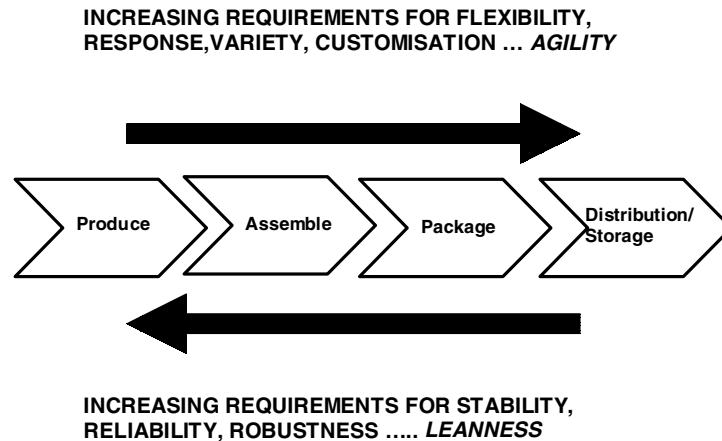 INCREASING REQUIREMENTS FOR FLEXIBILITY,
RESPONSE,VARIETY, CUSTOMISATION ... AGILITY
Produce
Assemble
Package
Distribution/
Storage
INCREASING REQUIREMENTS FOR STABILITY,
RELIABILITY, ROBUSTNESS ..... LEANNESS